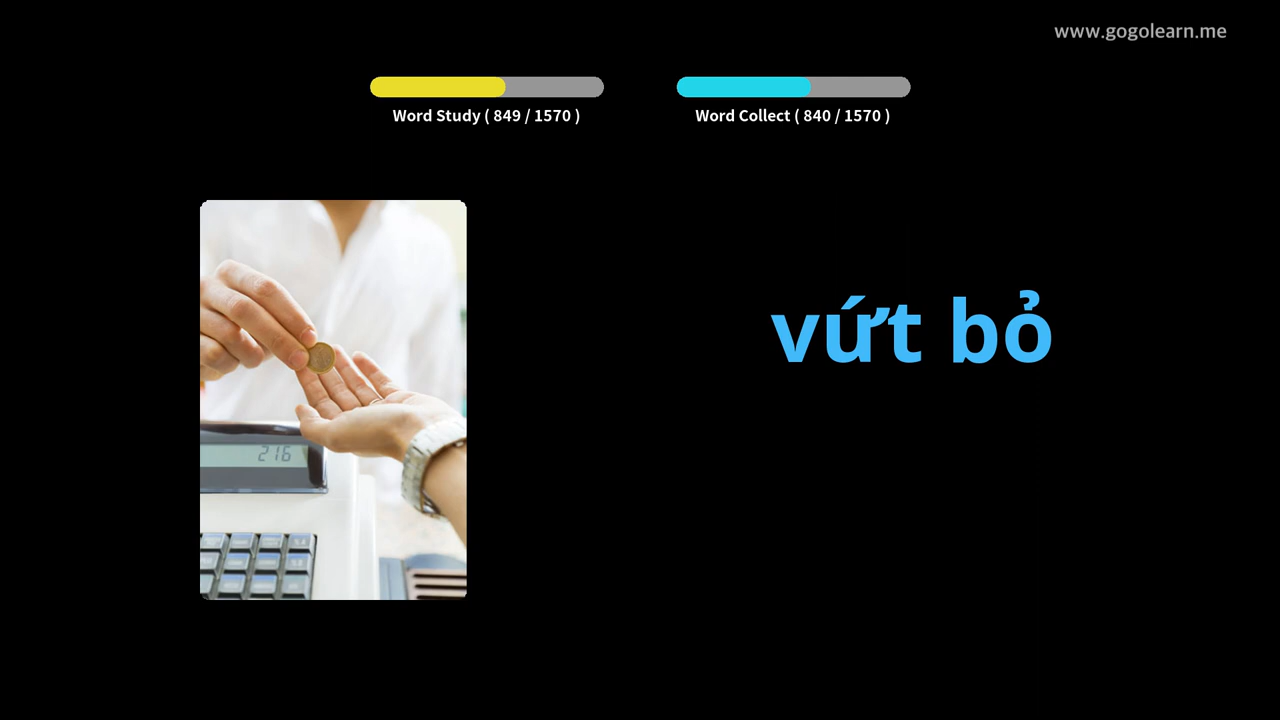 www.gogolearn.me
Word Study ( 849 / 1570 )
Word Collect ( 840 / 1570 )
vứt bỏ
216